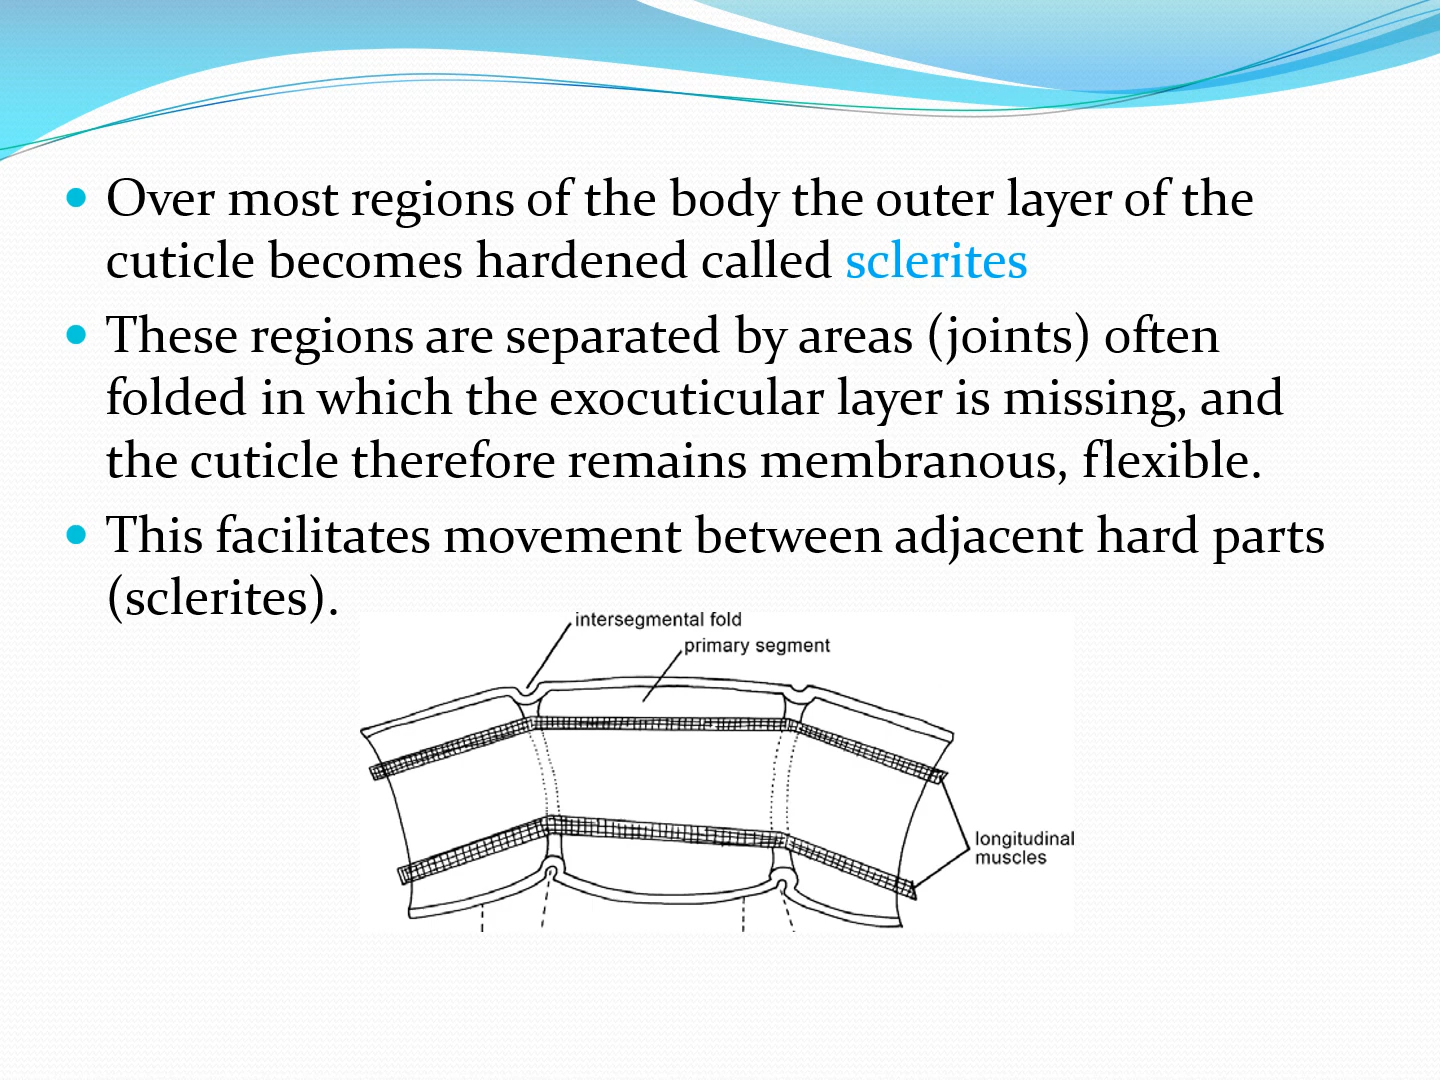 Over most regions of the body the outer layer of the
cuticle becomes hardened called sclerites
These regions are separated by areas (joints) often
folded in which the exocuticular layer is missing, and
the cuticle therefore remains membranous, flexible.
This facilitates movement between adjacent hard parts
(sclerites).
intersegmental fold
primary segment
longitudinal
muscles